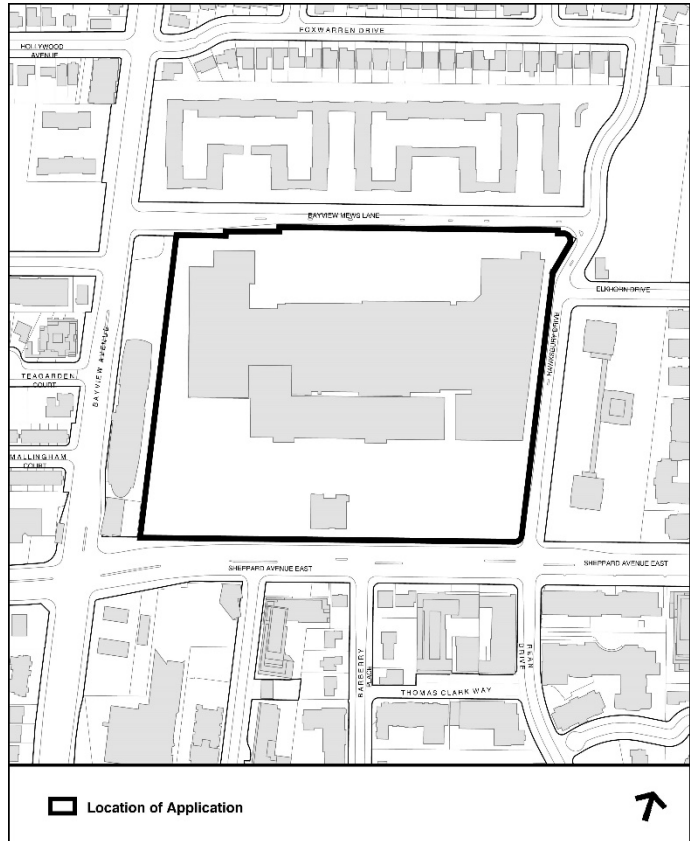 FOXWARREN DRIVE
HOLLYWOOD
AVENUE
BAYVIEW MEWS LANE
ELKHORN DRIVE
HAWKSBURY DRIVE
BAYVIEW AVENUE
TEAGARDEN
COURT
MALLINGHAM
COURT
SHEPPARD AVENUE EAST
SHEPPARD AVENUE EAST
BARBERRY
PLACE
REAN
DRIVE
THOMAS CLARK WAY
Location of Application